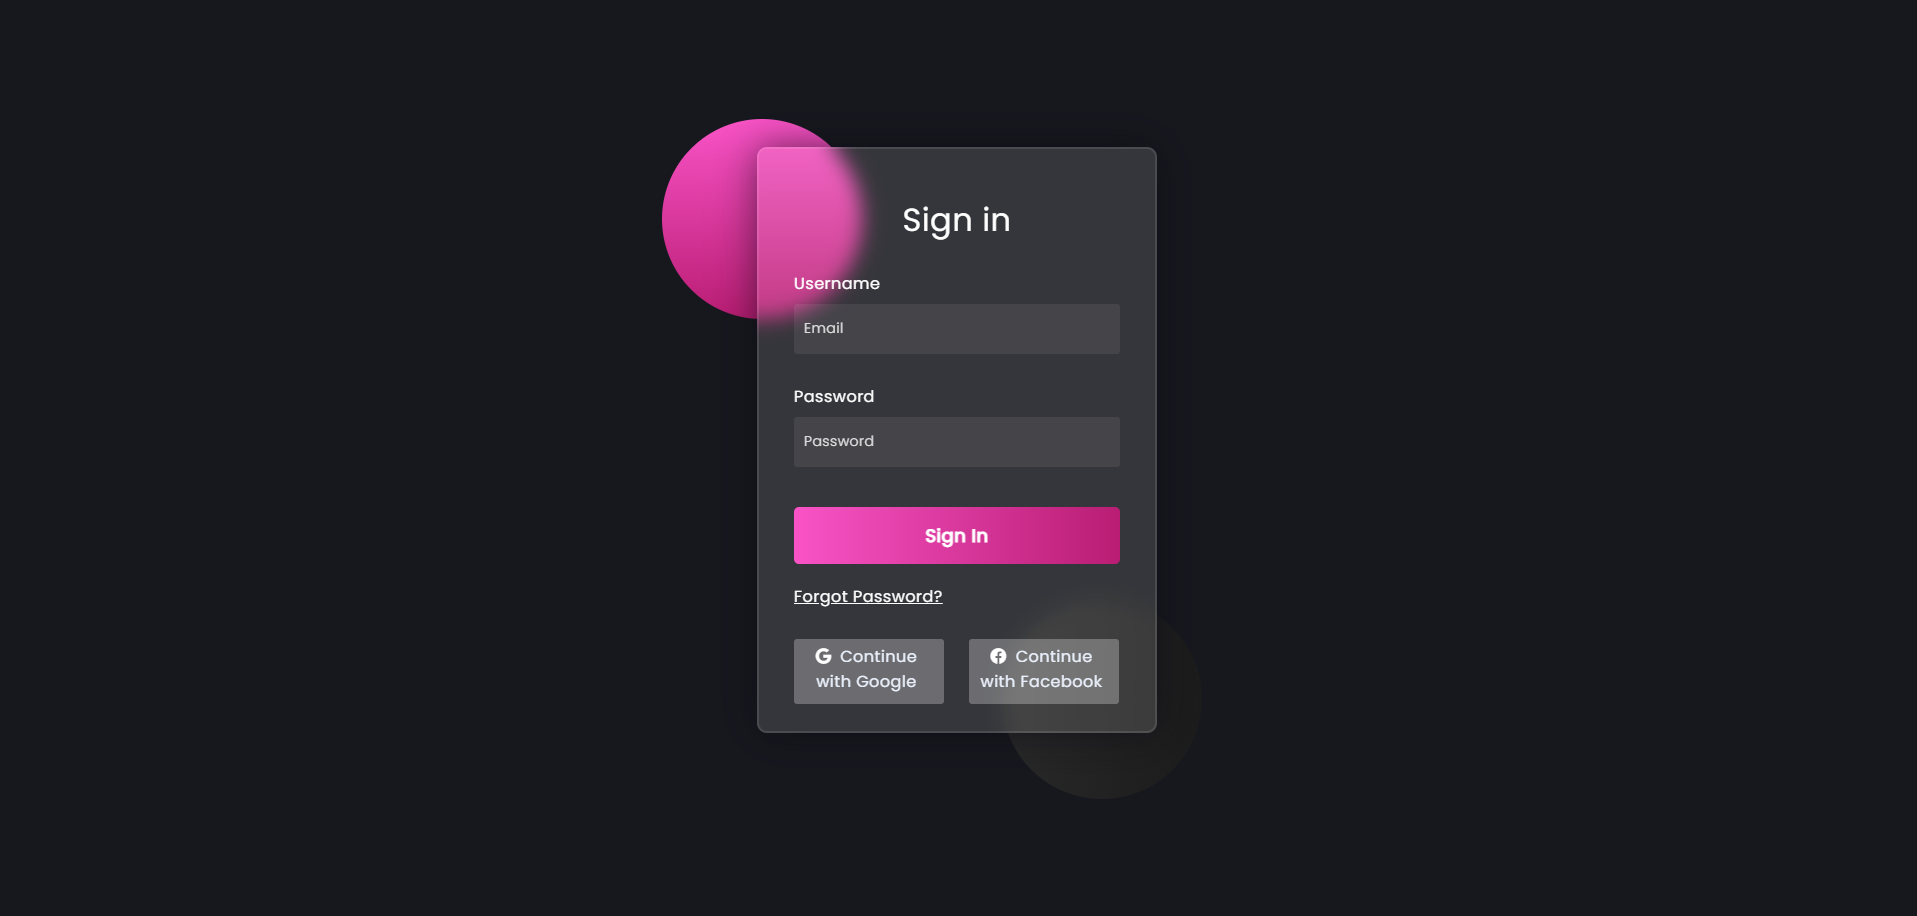 Sign in
Username
Email
Password
Password
Sign In
Forgot Password?
Continue
with Google
Continue
with Facebook